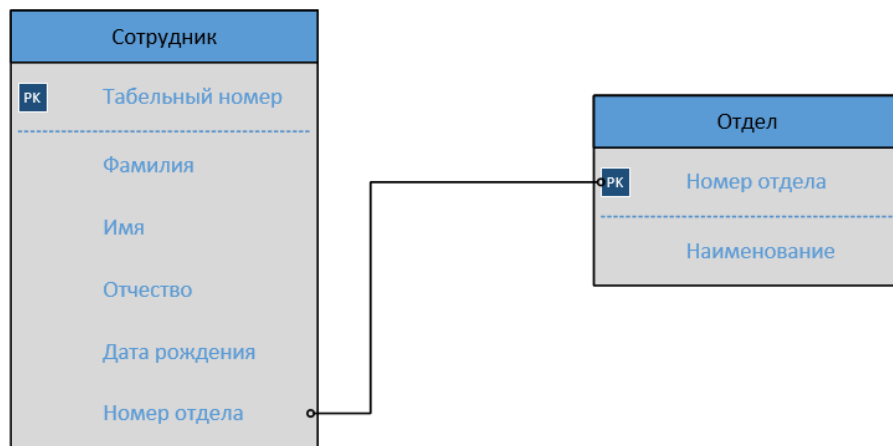 Сотрудник
PK Табельный номер
Фамилия
Имя
Отчество
Дата рождения
Номер отдела
Отдел
PK Номер отдела
Наименование